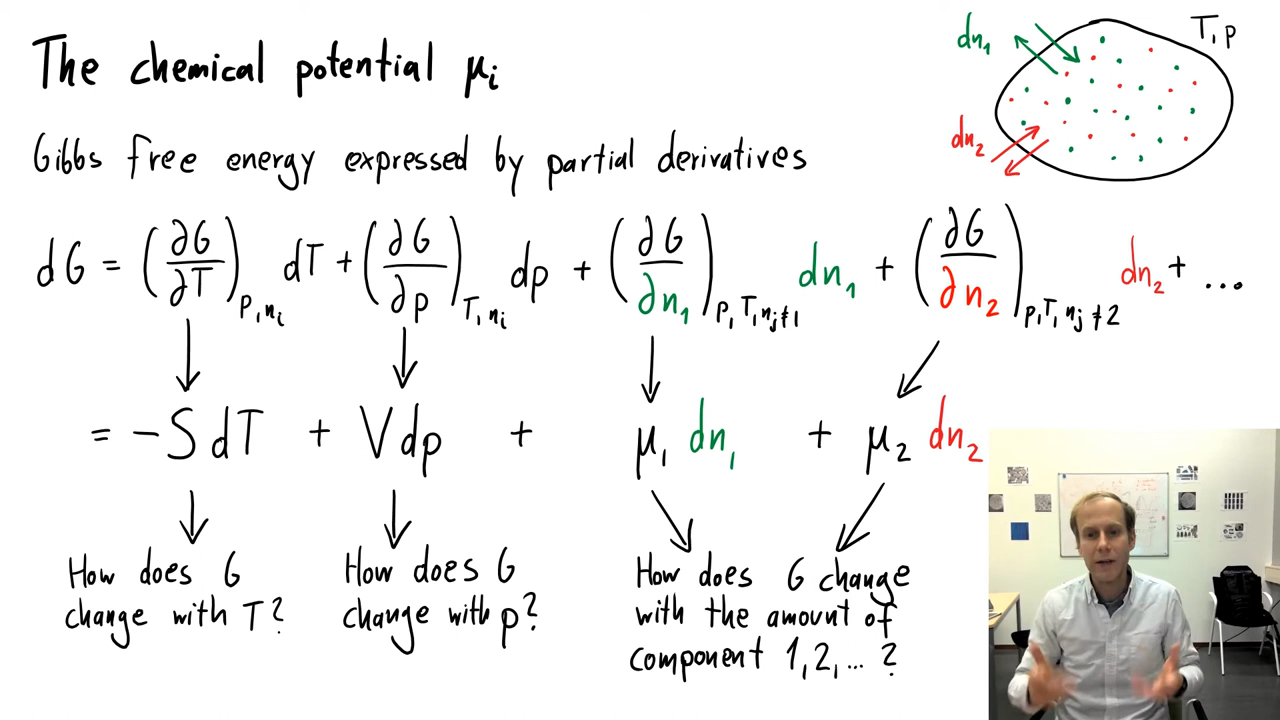 The chemical potential μᵢ
dn₁
T, p
dn₂
Gibbs free energy expressed by partial derivatives
dG = (∂G/∂T)ₚ,ₙᵢ dT + (∂G/∂p)T,nᵢ dp + (∂G/∂n₁)p,T,nⱼ≠1 dn₁ + (∂G/∂n₂)p,T,nⱼ≠2 dn₂ + ...
= -SdT + Vdp + μ₁ dn₁ + μ₂ dn₂
How does G
change with T?
How does G
change with p?
How does G change
with the amount of
component 1,2,... ?